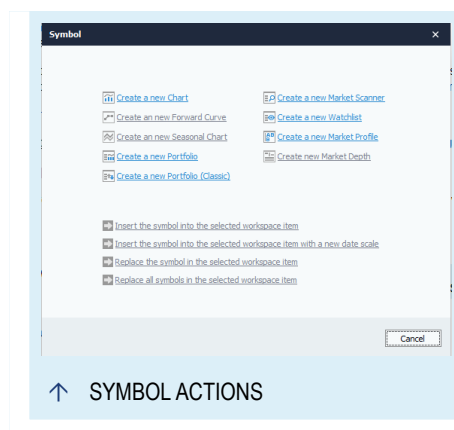 Symbol
Create a new Chart
Create an new Forward Curve
Create an new Seasonal Chart
Create a new Portfolio
Create a new Portfolio (Classic)
Create a new Market Scanner
Create a new Watchlist
Create a new Market Profile
Create new Market Depth
Insert the symbol into the selected workspace item
Insert the symbol into the selected workspace item with a new date scale
Replace the symbol in the selected workspace item
Replace all symbols in the selected workspace item
Cancel
SYMBOL ACTIONS